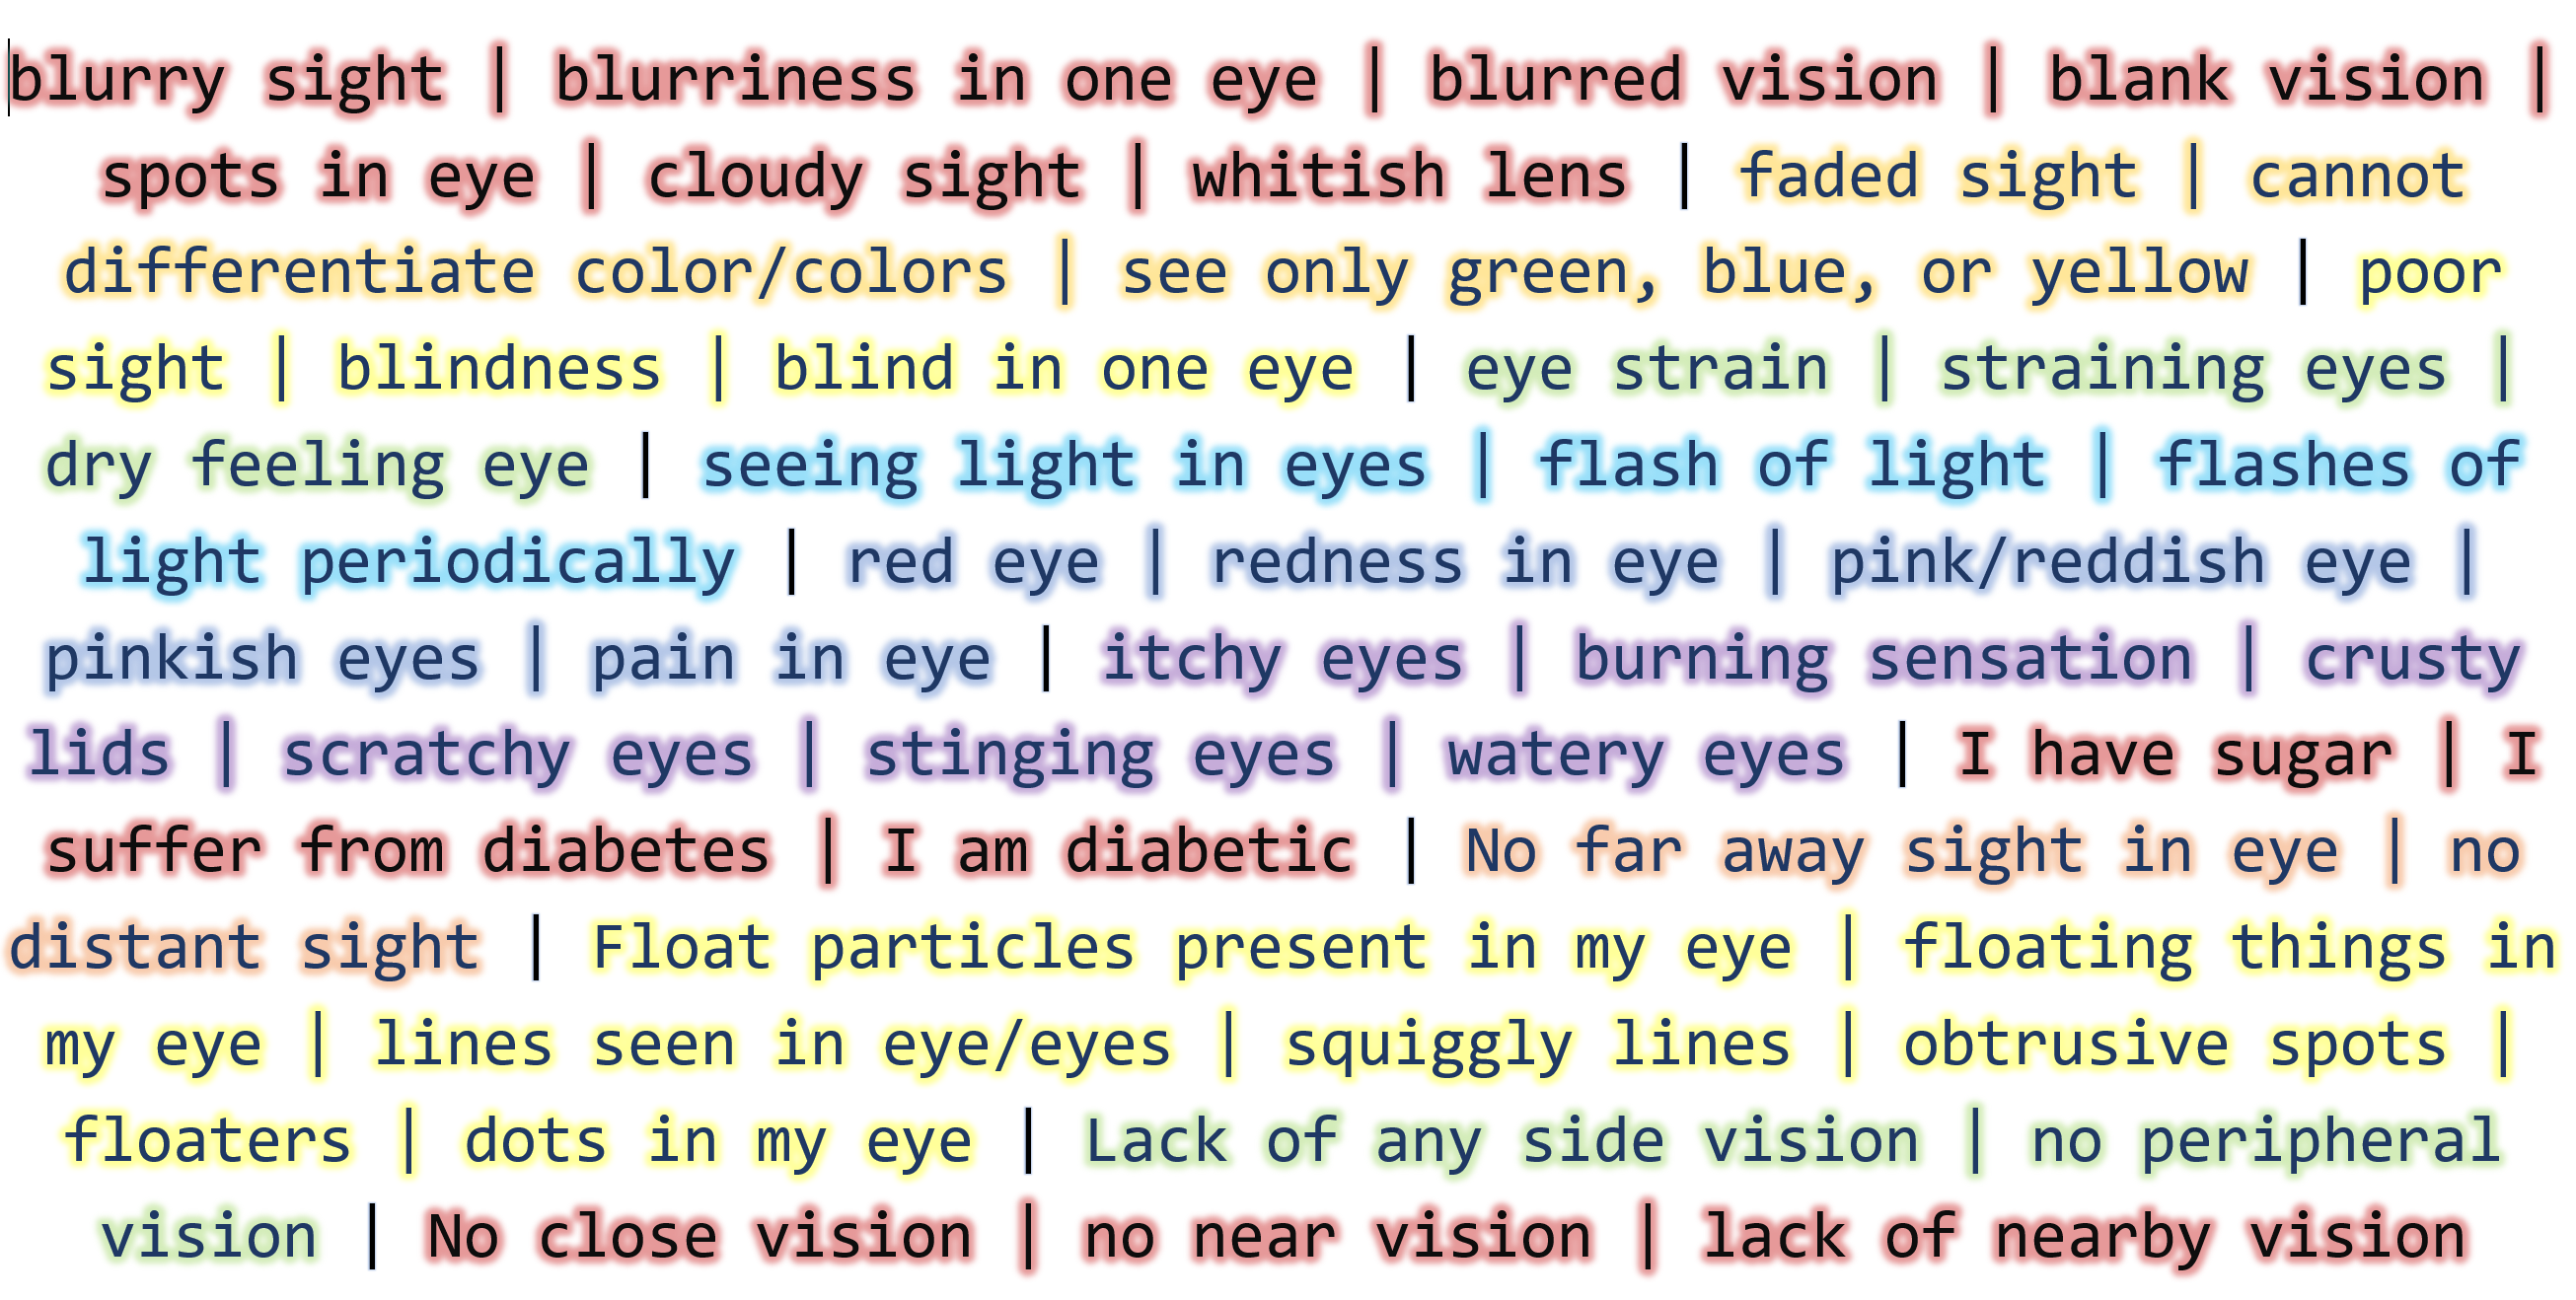 blurry sight | blurriness in one eye | blurred vision | blank vision |
spots in eye | cloudy sight | whitish lens | faded sight | cannot
differentiate color/colors | see only green, blue, or yellow | poor
sight | blindness | blind in one eye | eye strain | straining eyes |
dry feeling eye | seeing light in eyes | flash of light | flashes of
light periodically | red eye | redness in eye | pink/reddish eye |
pinkish eyes | pain in eye | itchy eyes | burning sensation | crusty
lids | scratchy eyes | stinging eyes | watery eyes | I have sugar | I
suffer from diabetes | I am diabetic | No far away sight in eye | no
distant sight | Float particles present in my eye | floating things in
my eye | lines seen in eye/eyes | squiggly lines | obtrusive spots |
floaters | dots in my eye | Lack of any side vision | no peripheral
vision | No close vision | no near vision | lack of nearby vision